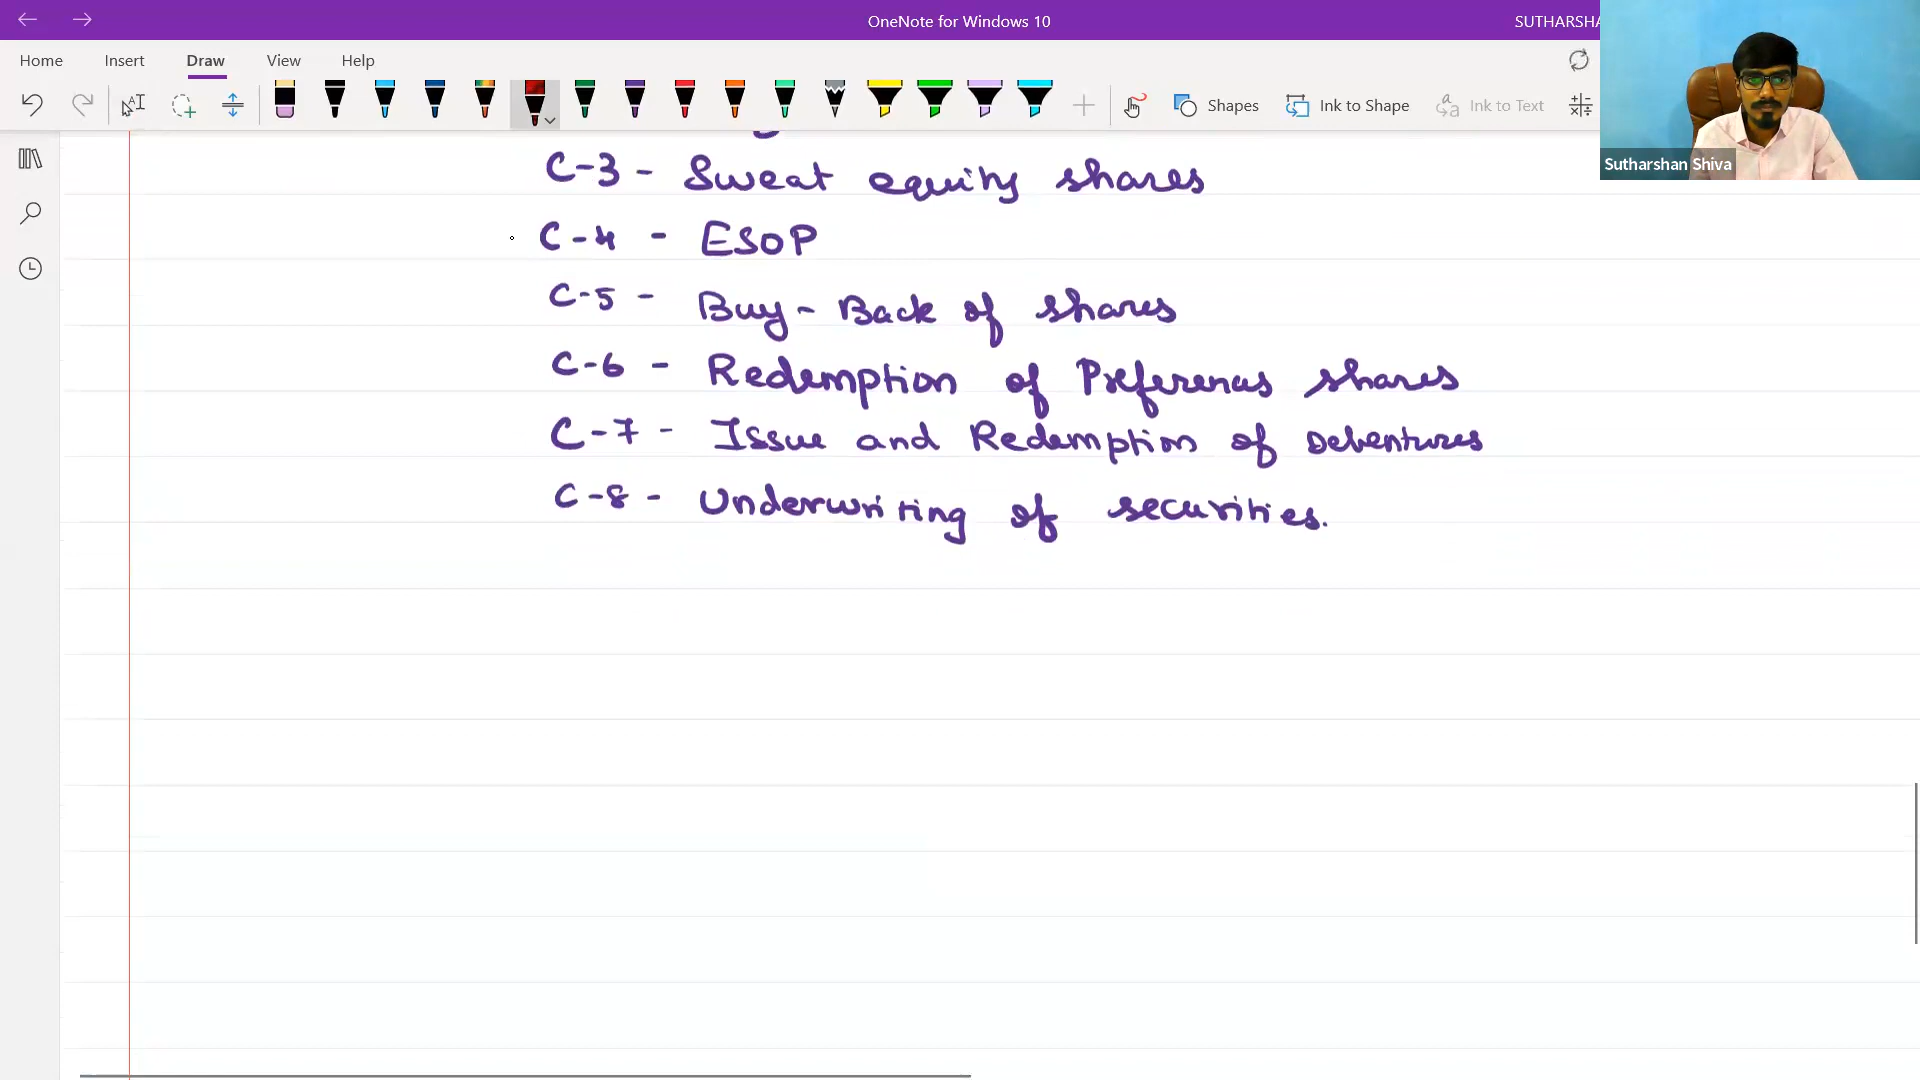 OneNote for Windows 10
SUTHARSHA
Home Insert Draw View Help
Shapes Ink to Shape Ink to Text
Sutharshan Shiva
C-3 - Sweat equity shares
C-4 - ESOP
C-5 - Buy-Back of shares
C-6 - Redemption of Preferences shares
C-7 - Issue and Redemption of Debentures
C-8 - Underwriting of securities.